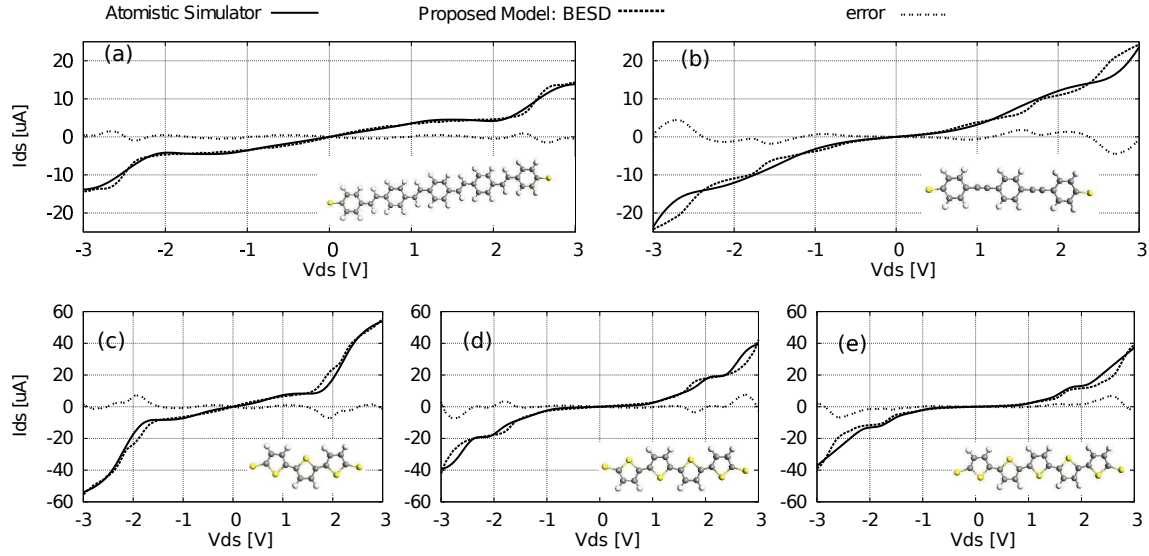 Atomistic Simulator Proposed Model: BESD error
(a)
Ids [uA]
20
10
0
-10
-20
-3 -2 -1 0 1 2 3
Vds [V]
(b)
20
10
0
-10
-20
-3 -2 -1 0 1 2 3
Vds [V]
(c)
Ids [uA]
60
40
20
0
-20
-40
-60
-3 -2 -1 0 1 2 3
Vds [V]
(d)
60
40
20
0
-20
-40
-60
-3 -2 -1 0 1 2 3
Vds [V]
(e)
60
40
20
0
-20
-40
-60
-3 -2 -1 0 1 2 3
Vds [V]